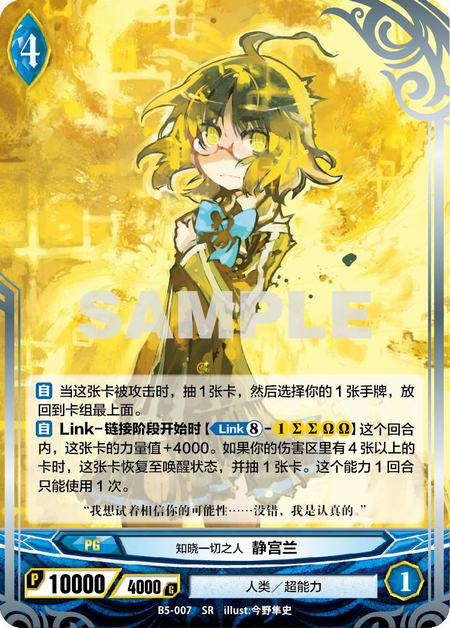 4
SAMPLE
自 当这张卡被攻击时，抽1张卡，然后选择你的1张手牌，放
回到卡组最上面。
自 Link-链接阶段开始时【Link⑧-1ΣΣΩΩ】这个回合
内，这张卡的力量值+4000。如果你的伤害区里有4张以上的
卡时，这张卡恢复至唤醒状态，并抽1张卡。这个能力1回合
只能使用1次。
“我想试着相信你的可能性……没错，我是认真的。”
PG 知晓一切之人 静宫兰
P 10000/4000 G 人类／超能力 1
B5-007 SR illust:今野隼史